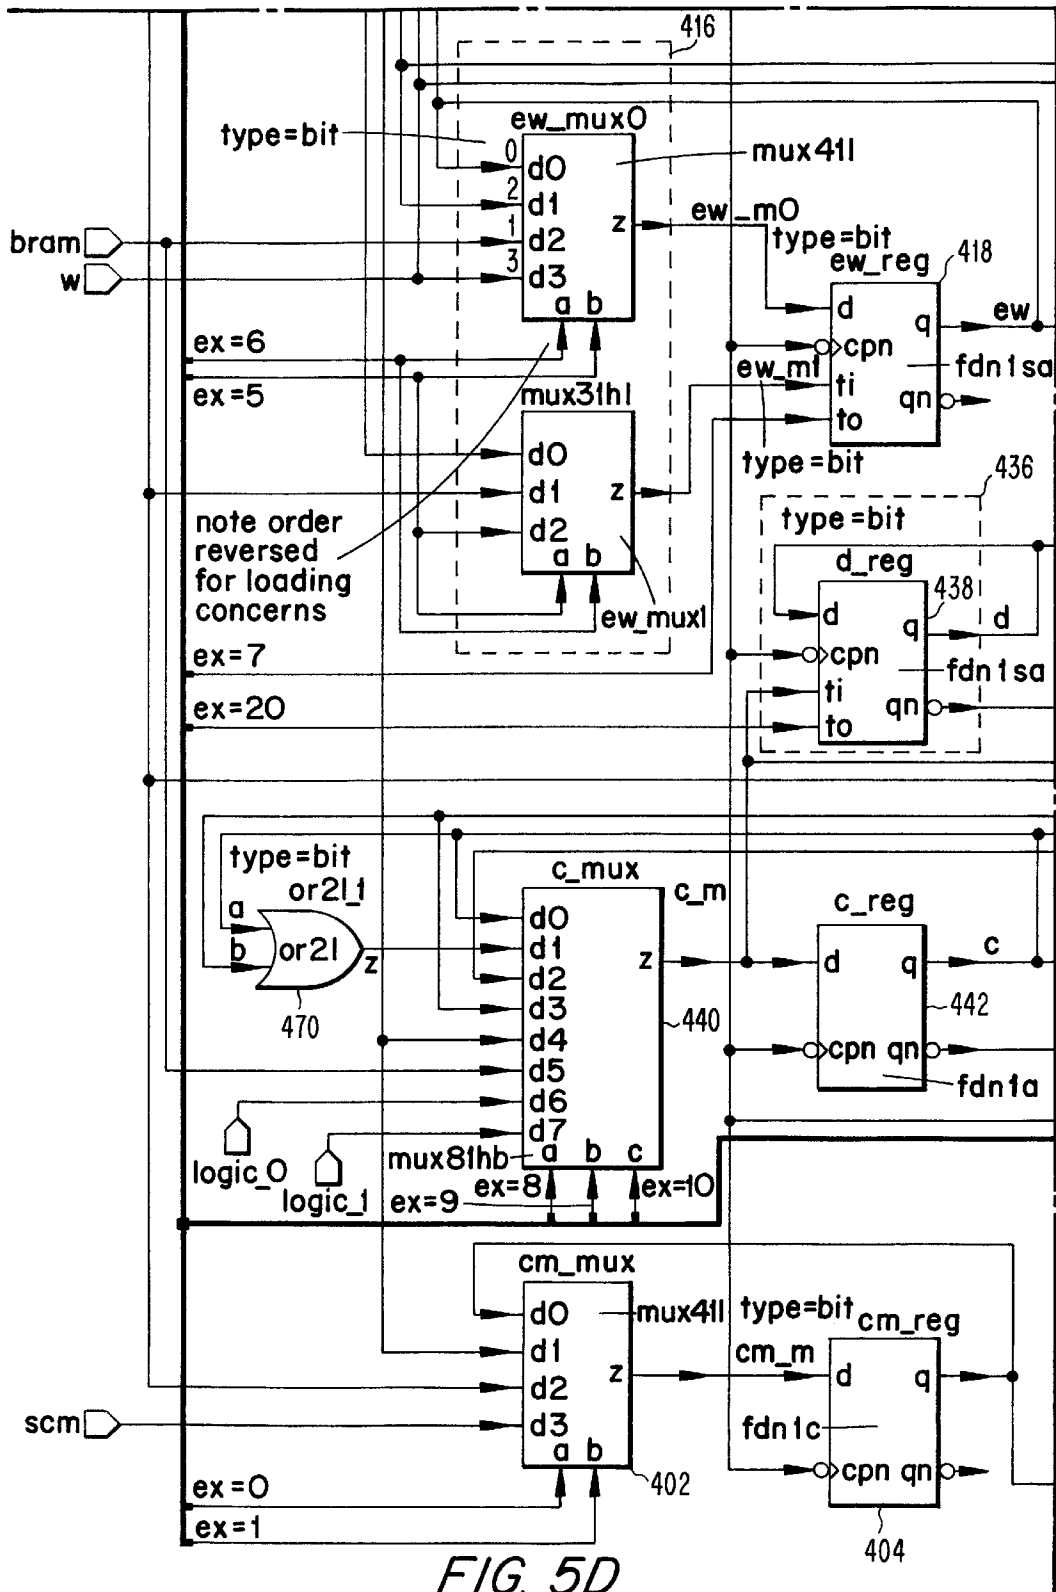 416
ew_mux0
type=bit
mux41l
0
d0
2
d1
1
d2
3
d3
z
a b
bram
w
ew_m0
type=bit
ew_reg
418
d
q
ew
cpn
fdn1sa
ti
qn
to
ex=6
ex=5
ew_m1
type=bit
mux31hl
d0
d1
z
d2
a b
ew_mux1
note order
reversed
for loading
concerns
436
type=bit
d_reg
438
d
q
d
cpn
fdn1sa
ti
qn
to
ex=7
ex=20
type=bit
or2l_1
a
b
or2l
z
470
c_mux
c_m
d0
d1
z
d2
d3
440
d4
d5
d6
d7
mux81hb
a b c
c_reg
d
q
c
442
cpn qn
fdn1a
logic_0
logic_1
ex=8
ex=10
ex=9
cm_mux
d0
mux41l
d1
z
d2
d3
a b
402
type=bit
cm_reg
cm_m
d
q
fdn1c
cpn qn
404
scm
ex=0
ex=1
FIG. 5D